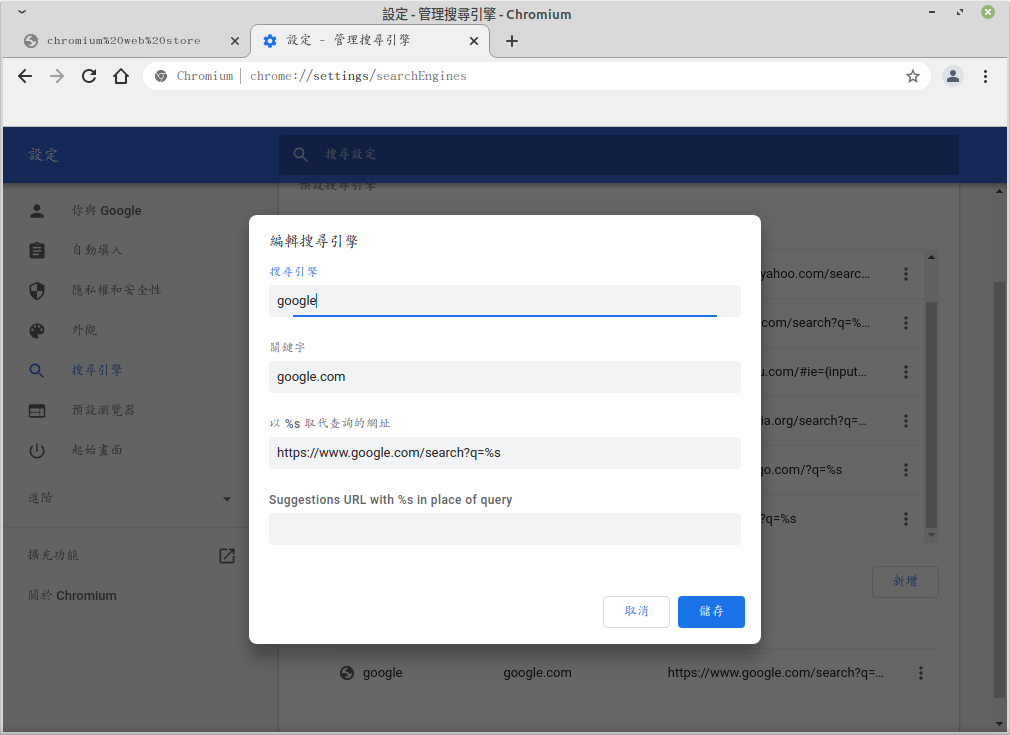 設定 - 管理搜尋引擎 - Chromium
chromium%20web%20store
設定 - 管理搜尋引擎
Chromium | chrome://settings/searchEngines
設定
搜尋設定
預設搜尋引擎
你與 Google
自動填入
隱私權和安全性
外觀
搜尋引擎
預設瀏覽器
起始畫面
進階
擴充功能
關於 Chromium
編輯搜尋引擎
搜尋引擎
google
關鍵字
google.com
以 %s 取代查詢的網址
https://www.google.com/search?q=%s
Suggestions URL with %s in place of query
取消
儲存
yahoo.com/searc...
.com/search?q=%...
u.com/#ie={input...
ia.org/search?q=...
go.com/?q=%s
?q=%s
新增
google
google.com
https://www.google.com/search?q=...